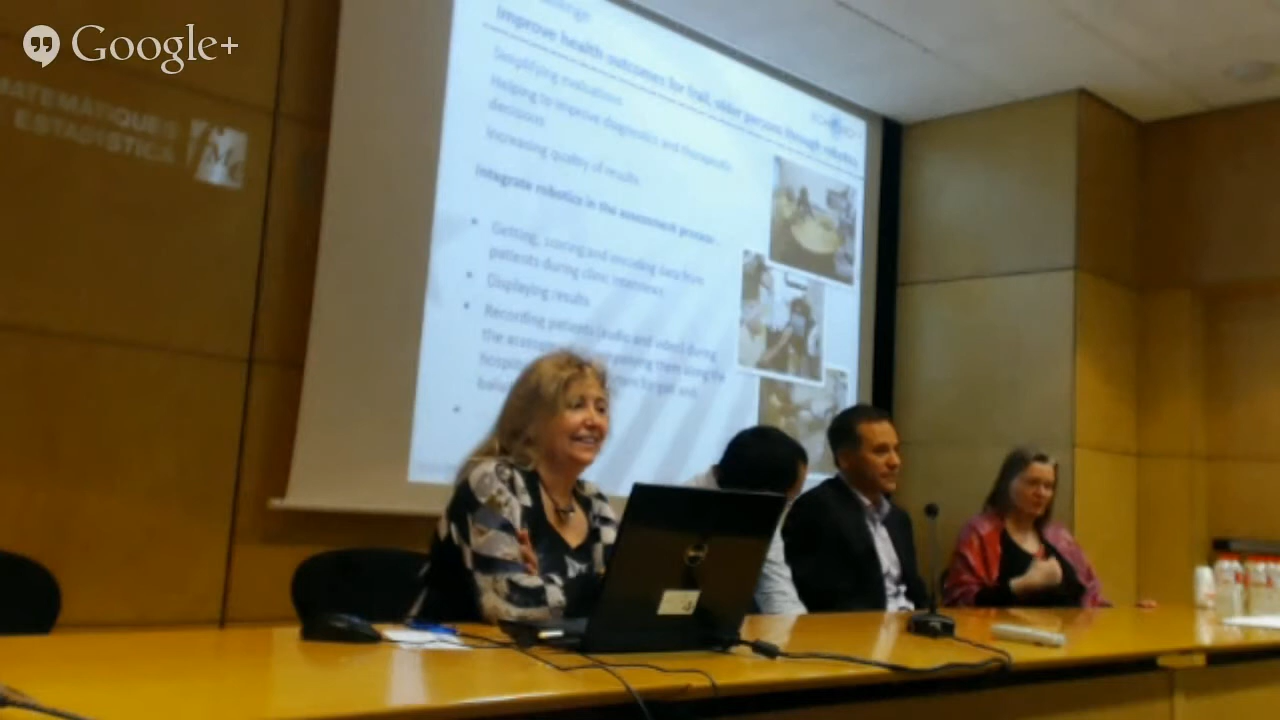 Google+
MATEMÀTIQUES
ESTADÍSTICA
Improve health outcomes for frail, older persons through robotics
Simplifying evaluations
Helping to improve diagnostics and therapeutic
decisions
Increasing quality of results
Integrate robotics in the assessment process
Getting, scoring and encoding data from
patients during clinic interviews
Displaying results
Recording patients (audio and video) during
the